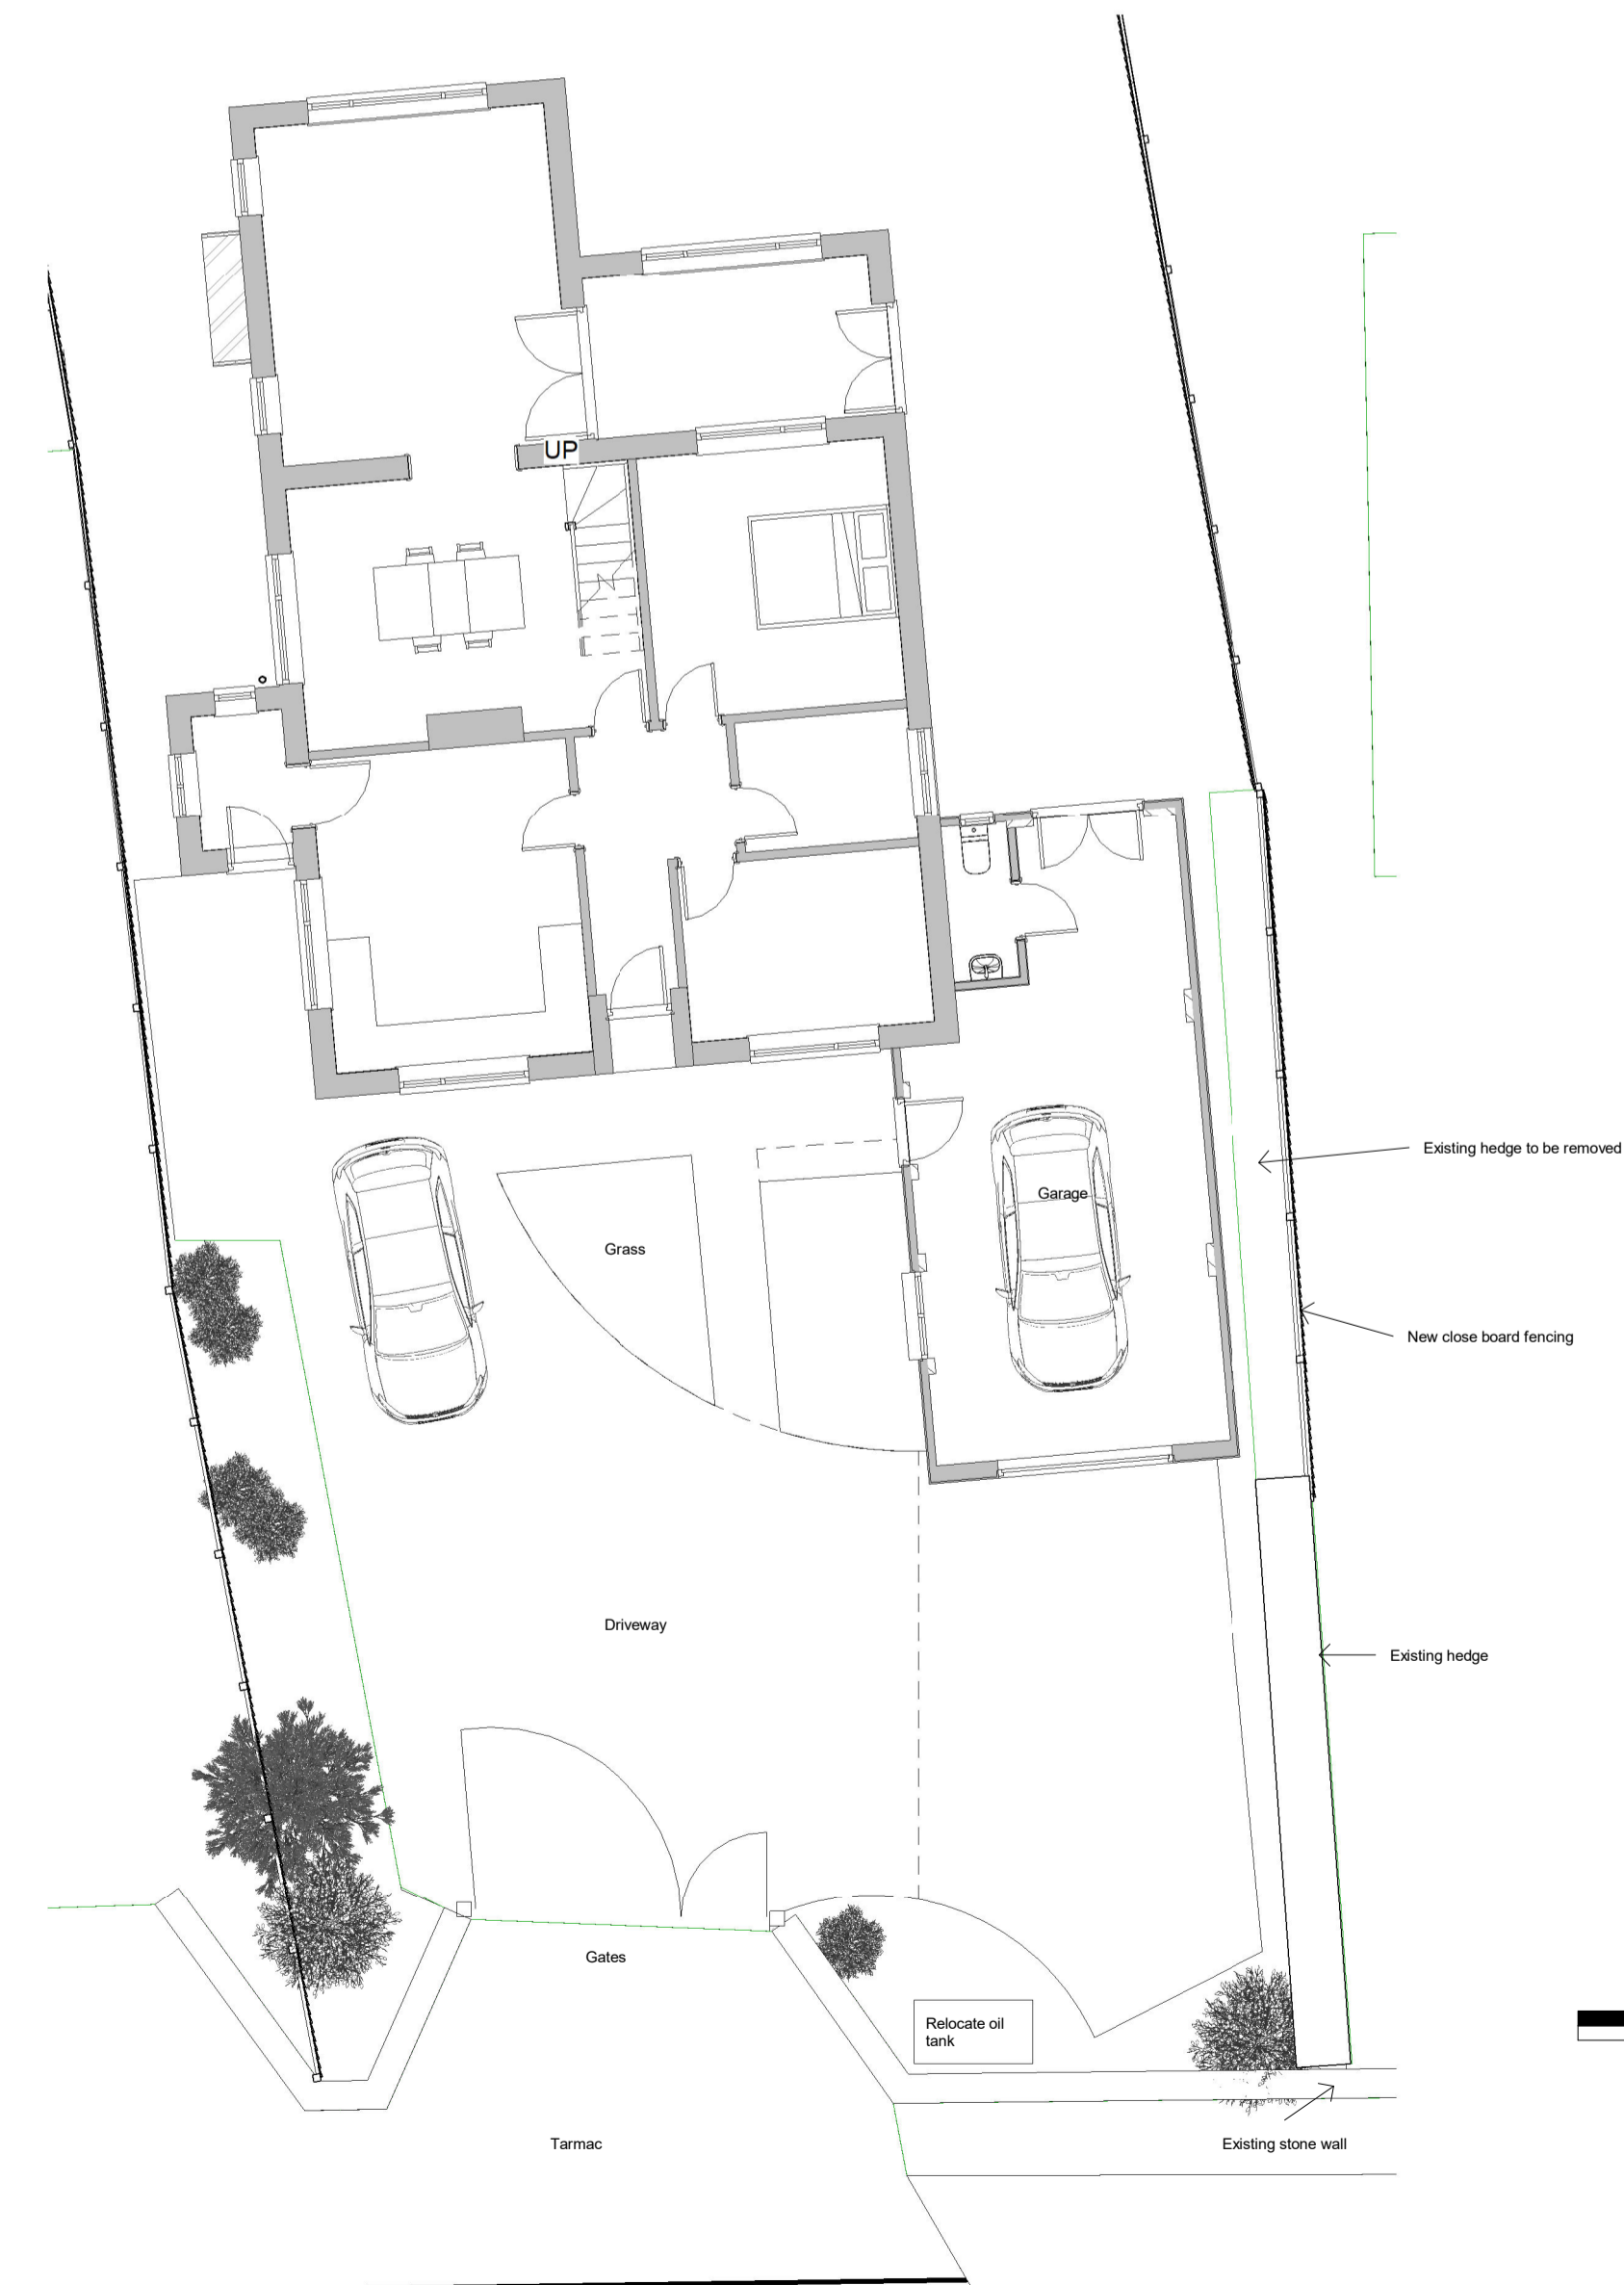 UP
Existing hedge to be removed
Garage
Grass
New close board fencing
Driveway
Existing hedge
Gates
Relocate oil
tank
Tarmac
Existing stone wall